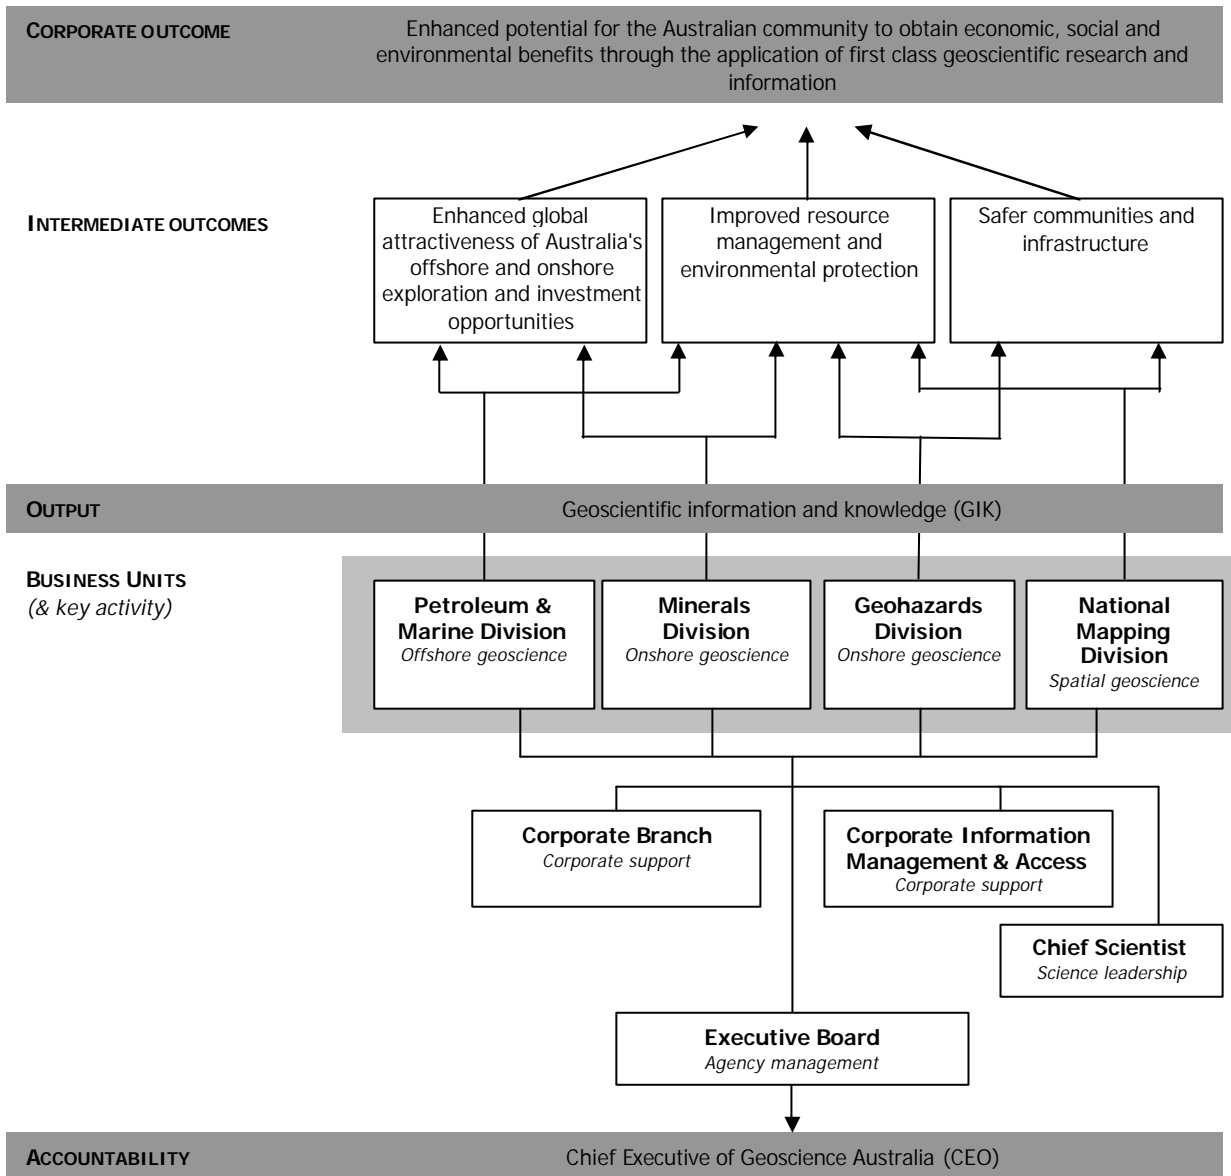 CORPORATE OUTCOME
Enhanced potential for the Australian community to obtain economic, social and
environmental benefits through the application of first class geoscientific research and
information
INTERMEDIATE OUTCOMES
Enhanced global
attractiveness of Australia's
offshore and onshore
exploration and investment
opportunities
Improved resource
management and
environmental protection
Safer communities and
infrastructure
OUTPUT
Geoscientific information and knowledge (GIK)
BUSINESS UNITS
(& key activity)
Petroleum &
Marine Division
Offshore geoscience
Minerals
Division
Onshore geoscience
Geohazards
Division
Onshore geoscience
National
Mapping
Division
Spatial geoscience
Corporate Branch
Corporate support
Corporate Information
Management & Access
Corporate support
Chief Scientist
Science leadership
Executive Board
Agency management
ACCOUNTABILITY
Chief Executive of Geoscience Australia (CEO)